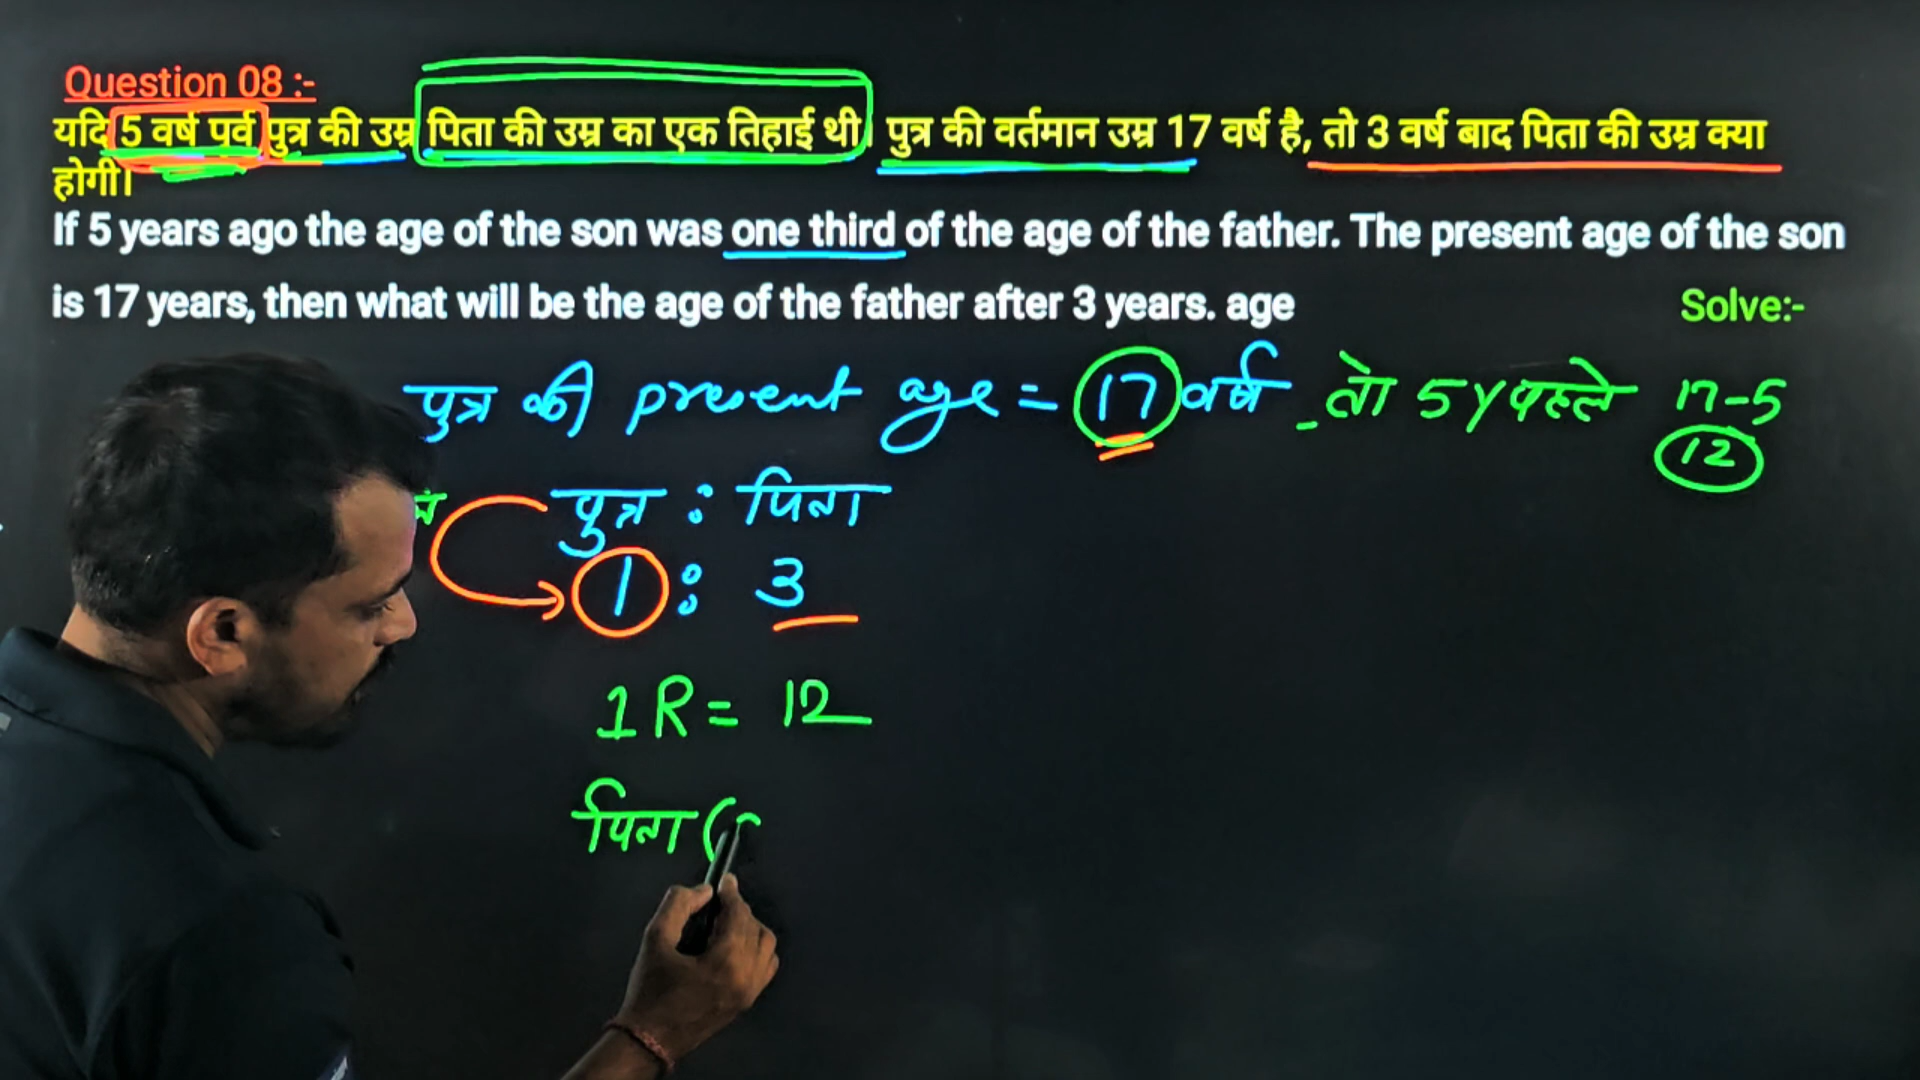 Question 08 :-
यदि 5 वर्ष पूर्व पुत्र की उम्र पिता की उम्र का एक तिहाई थी। पुत्र की वर्तमान उम्र 17 वर्ष है, तो 3 वर्ष बाद पिता की उम्र क्या
होगी।
If 5 years ago the age of the son was one third of the age of the father. The present age of the son
is 17 years, then what will be the age of the father after 3 years. age
Solve:-
पुत्र की present age = 17 वर्ष तो 5 y पहले 17-5
12
पुत्र : पिता
1 : 3
1 R = 12
पिता (